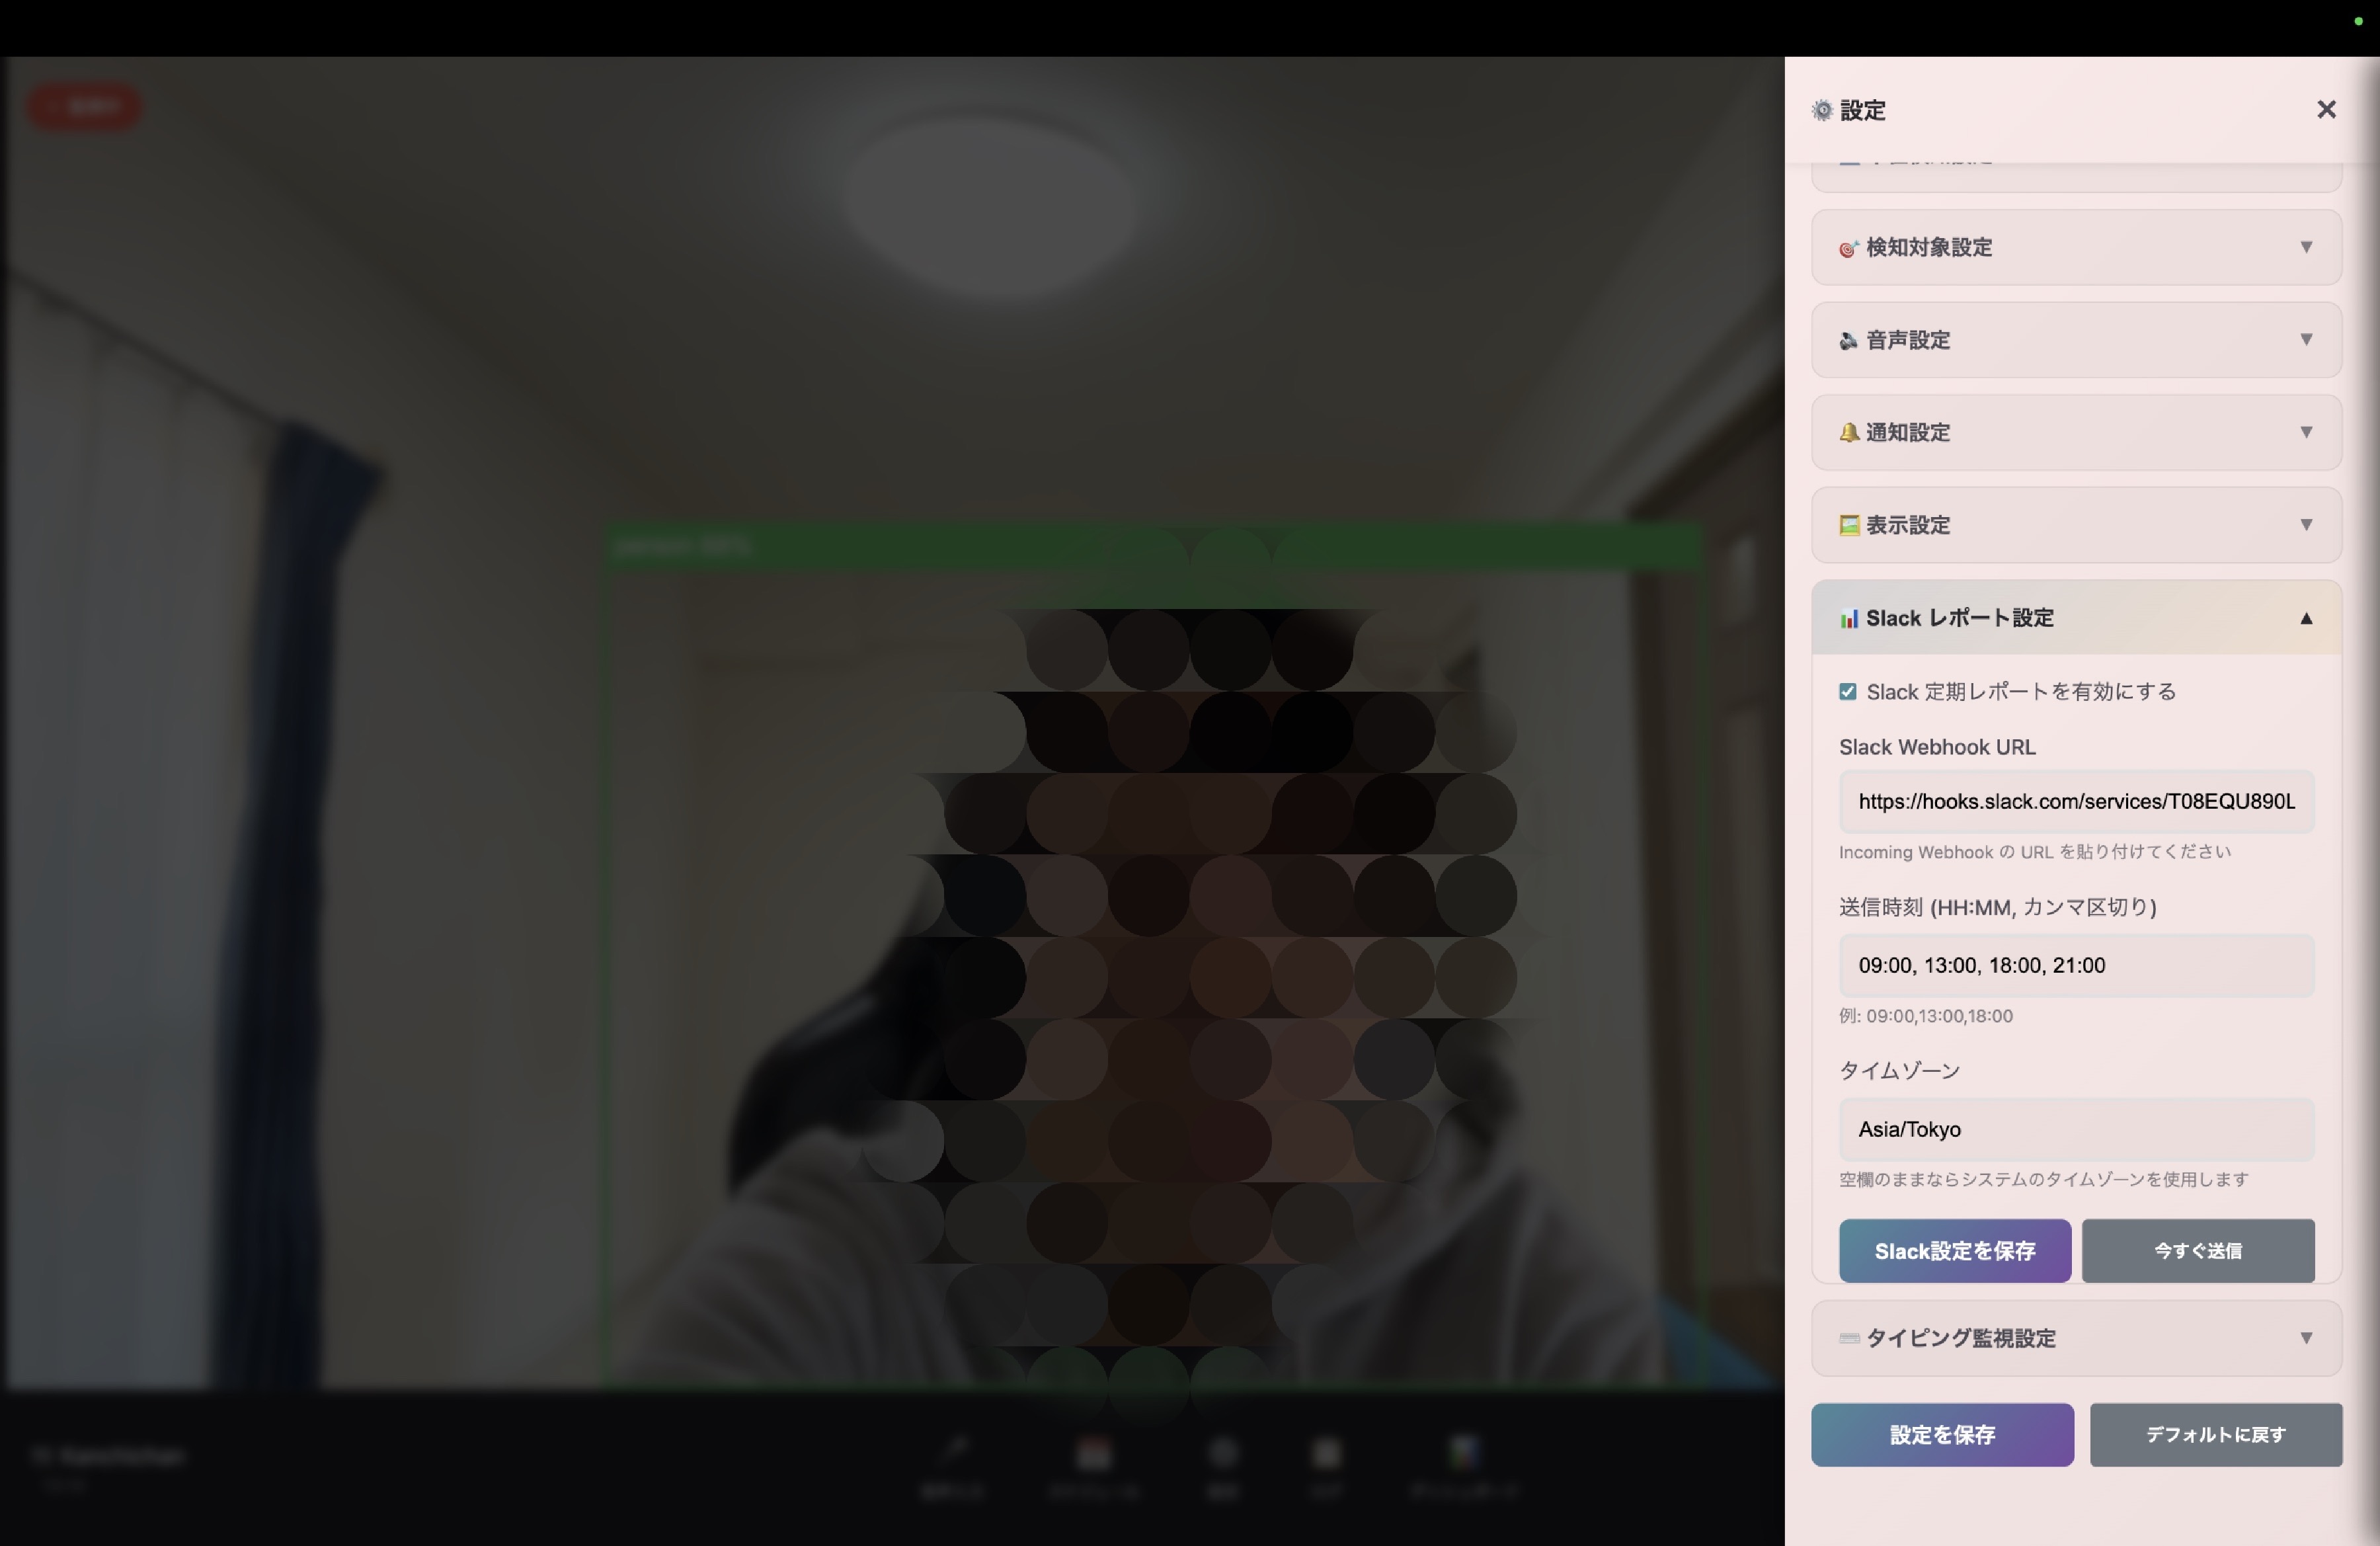 設定
検知対象設定
音声設定
通知設定
表示設定
Slack レポート設定
Slack 定期レポートを有効にする
Slack Webhook URL
https://hooks.slack.com/services/T08EQU890L
Incoming Webhook の URL を貼り付けてください
送信時刻 (HH:MM, カンマ区切り)
09:00, 13:00, 18:00, 21:00
例: 09:00,13:00,18:00
タイムゾーン
Asia/Tokyo
空欄のままならシステムのタイムゾーンを使用します
Slack設定を保存
今すぐ送信
タイピング監視設定
設定を保存
デフォルトに戻す